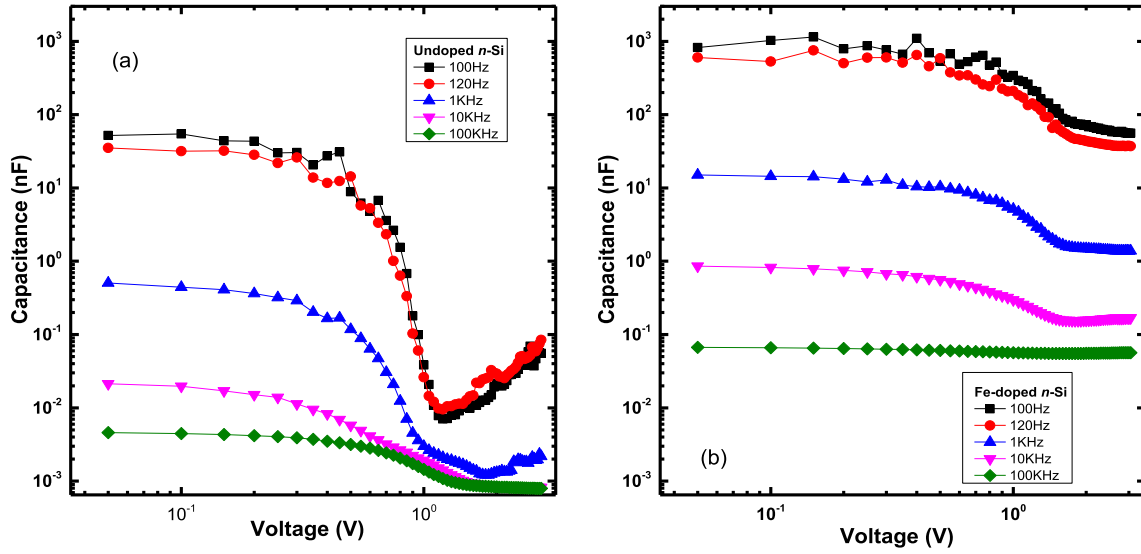 (a)
Undoped n-Si
100Hz
120Hz
1KHz
10KHz
100KHz
Capacitance (nF)
10³
10²
10¹
10⁰
10⁻¹
10⁻²
10⁻³
10⁻¹
10⁰
Voltage (V)
Capacitance (nF)
10³
10²
10¹
10⁰
10⁻¹
10⁻²
10⁻³
Fe-doped n-Si
100Hz
120Hz
1KHz
10KHz
100KHz
(b)
10⁻¹
10⁰
Voltage (V)